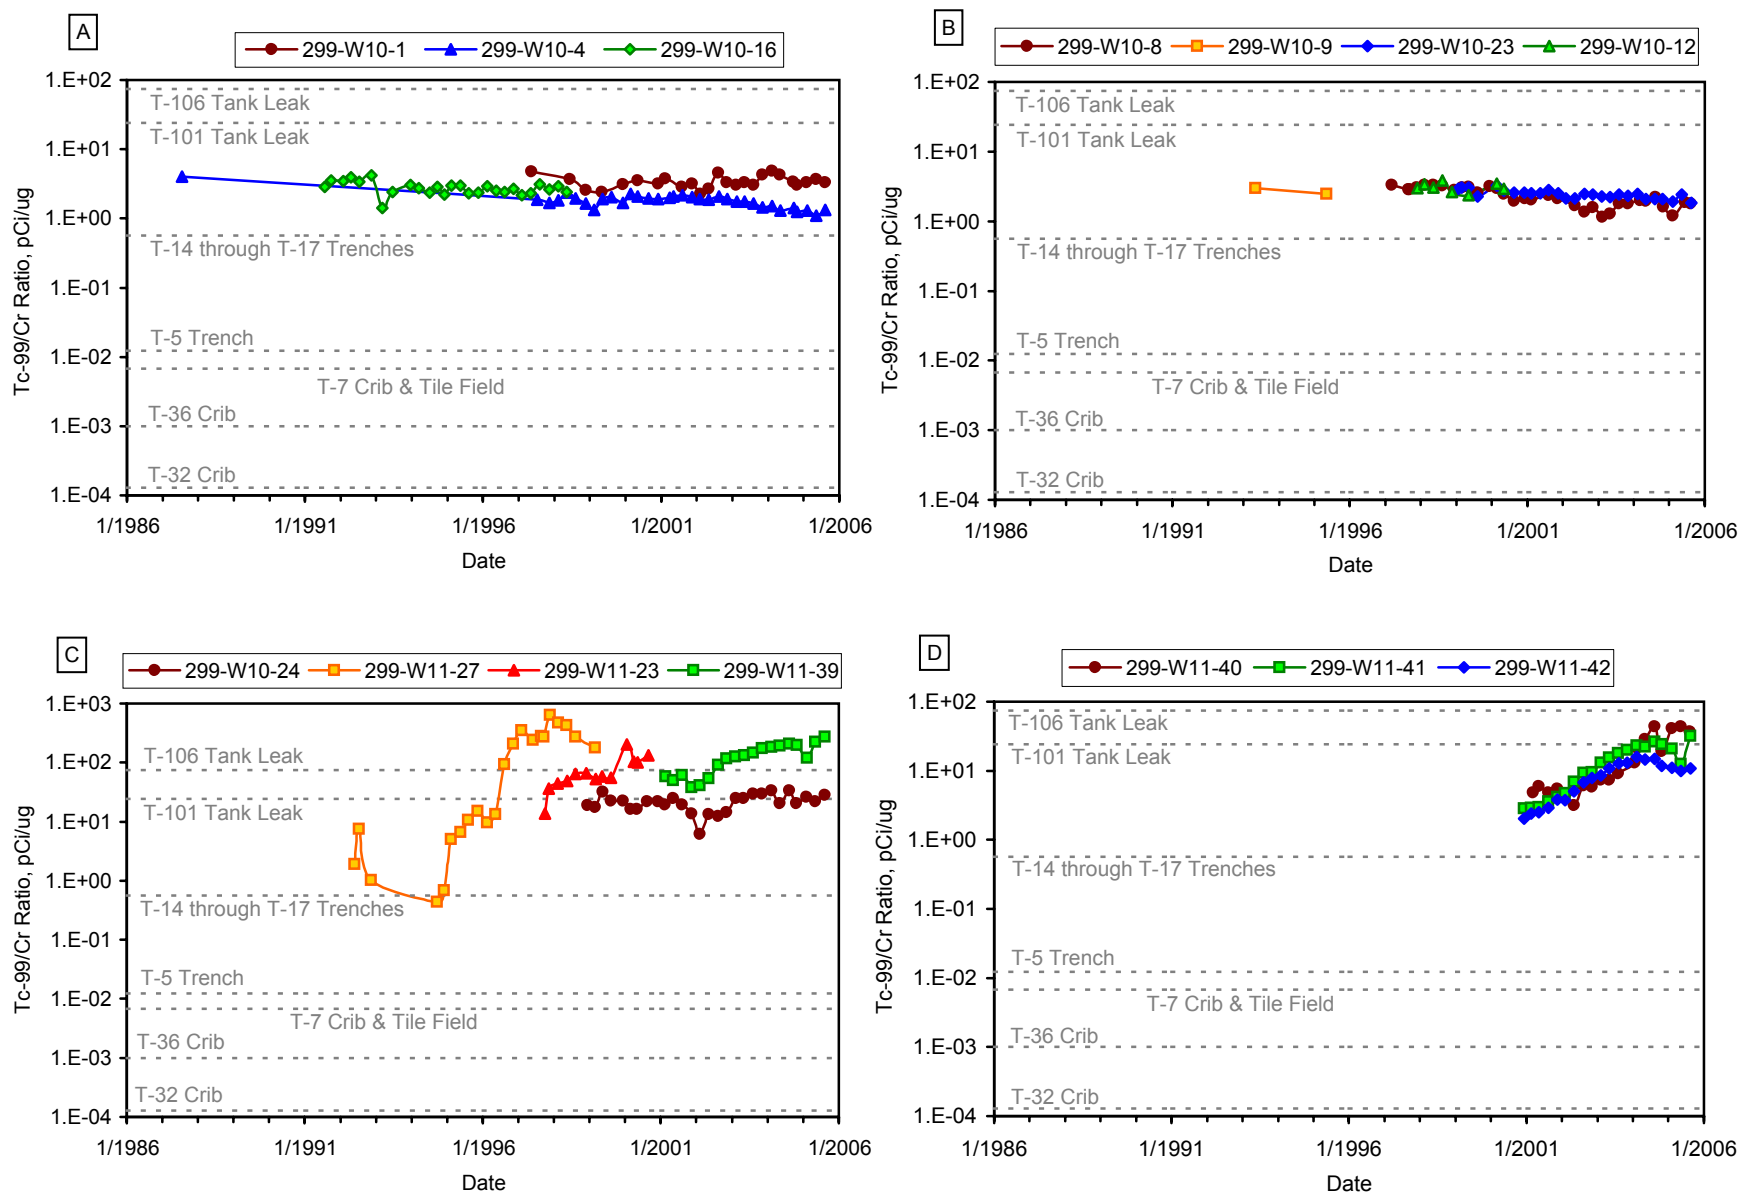 A
299-W10-1 299-W10-4 299-W10-16
1.E+02
1.E+01
1.E+00
1.E-01
1.E-02
1.E-03
1.E-04
Tc-99/Cr Ratio, pCi/ug
T-106 Tank Leak
T-101 Tank Leak
T-14 through T-17 Trenches
T-5 Trench
T-7 Crib & Tile Field
T-36 Crib
T-32 Crib
1/1986 1/1991 1/1996 1/2001 1/2006
Date
B
299-W10-8 299-W10-9 299-W10-23 299-W10-12
1.E+02
1.E+01
1.E+00
1.E-01
1.E-02
1.E-03
1.E-04
Tc-99/Cr Ratio, pCi/ug
T-106 Tank Leak
T-101 Tank Leak
T-14 through T-17 Trenches
T-5 Trench
T-7 Crib & Tile Field
T-36 Crib
T-32 Crib
1/1986 1/1991 1/1996 1/2001 1/2006
Date
C
299-W10-24 299-W11-27 299-W11-23 299-W11-39
1.E+03
1.E+02
1.E+01
1.E+00
1.E-01
1.E-02
1.E-03
1.E-04
Tc-99/Cr Ratio, pCi/ug
T-106 Tank Leak
T-101 Tank Leak
T-14 through T-17 Trenches
T-5 Trench
T-7 Crib & Tile Field
T-36 Crib
T-32 Crib
1/1986 1/1991 1/1996 1/2001 1/2006
Date
D
299-W11-40 299-W11-41 299-W11-42
1.E+02
1.E+01
1.E+00
1.E-01
1.E-02
1.E-03
1.E-04
Tc-99/Cr Ratio, pCi/ug
T-106 Tank Leak
T-101 Tank Leak
T-14 through T-17 Trenches
T-5 Trench
T-7 Crib & Tile Field
T-36 Crib
T-32 Crib
1/1986 1/1991 1/1996 1/2001 1/2006
Date